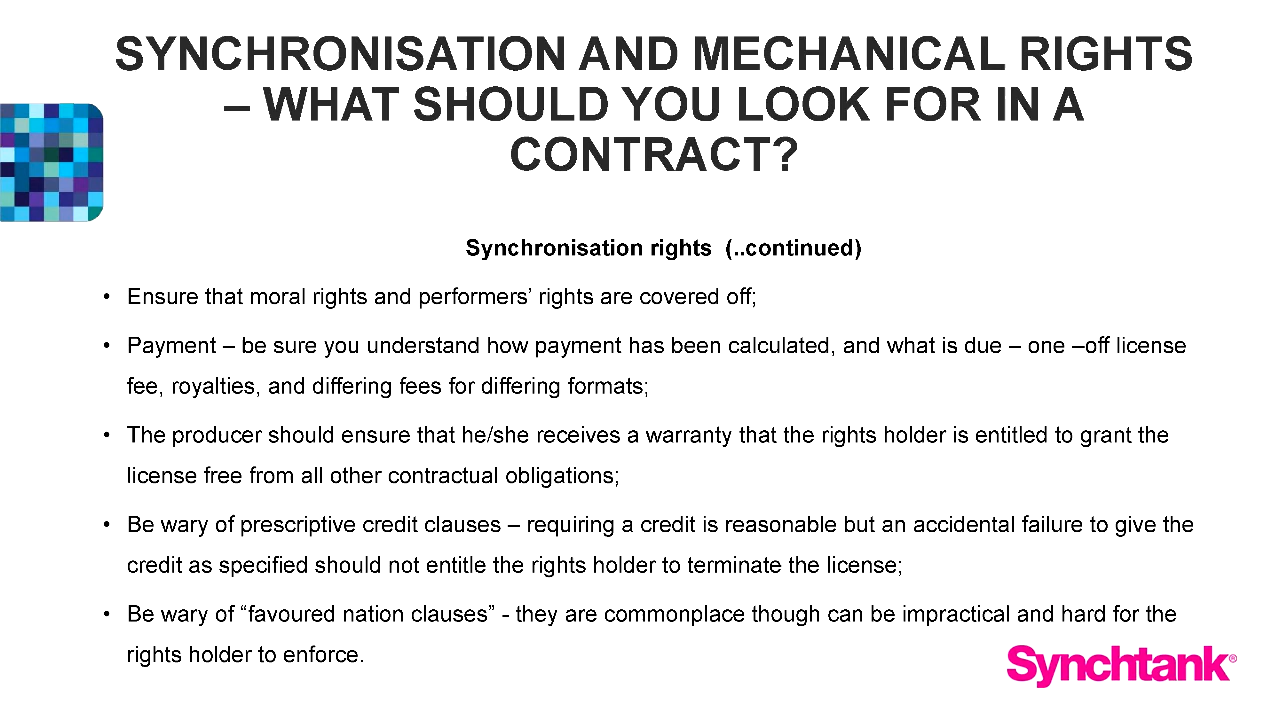 SYNCHRONISATION AND MECHANICAL RIGHTS
– WHAT SHOULD YOU LOOK FOR IN A
CONTRACT?
Synchronisation rights (..continued)
• Ensure that moral rights and performers’ rights are covered off;
• Payment – be sure you understand how payment has been calculated, and what is due – one –off license
fee, royalties, and differing fees for differing formats;
• The producer should ensure that he/she receives a warranty that the rights holder is entitled to grant the
license free from all other contractual obligations;
• Be wary of prescriptive credit clauses – requiring a credit is reasonable but an accidental failure to give the
credit as specified should not entitle the rights holder to terminate the license;
• Be wary of “favoured nation clauses” - they are commonplace though can be impractical and hard for the
rights holder to enforce.
Synchtank®